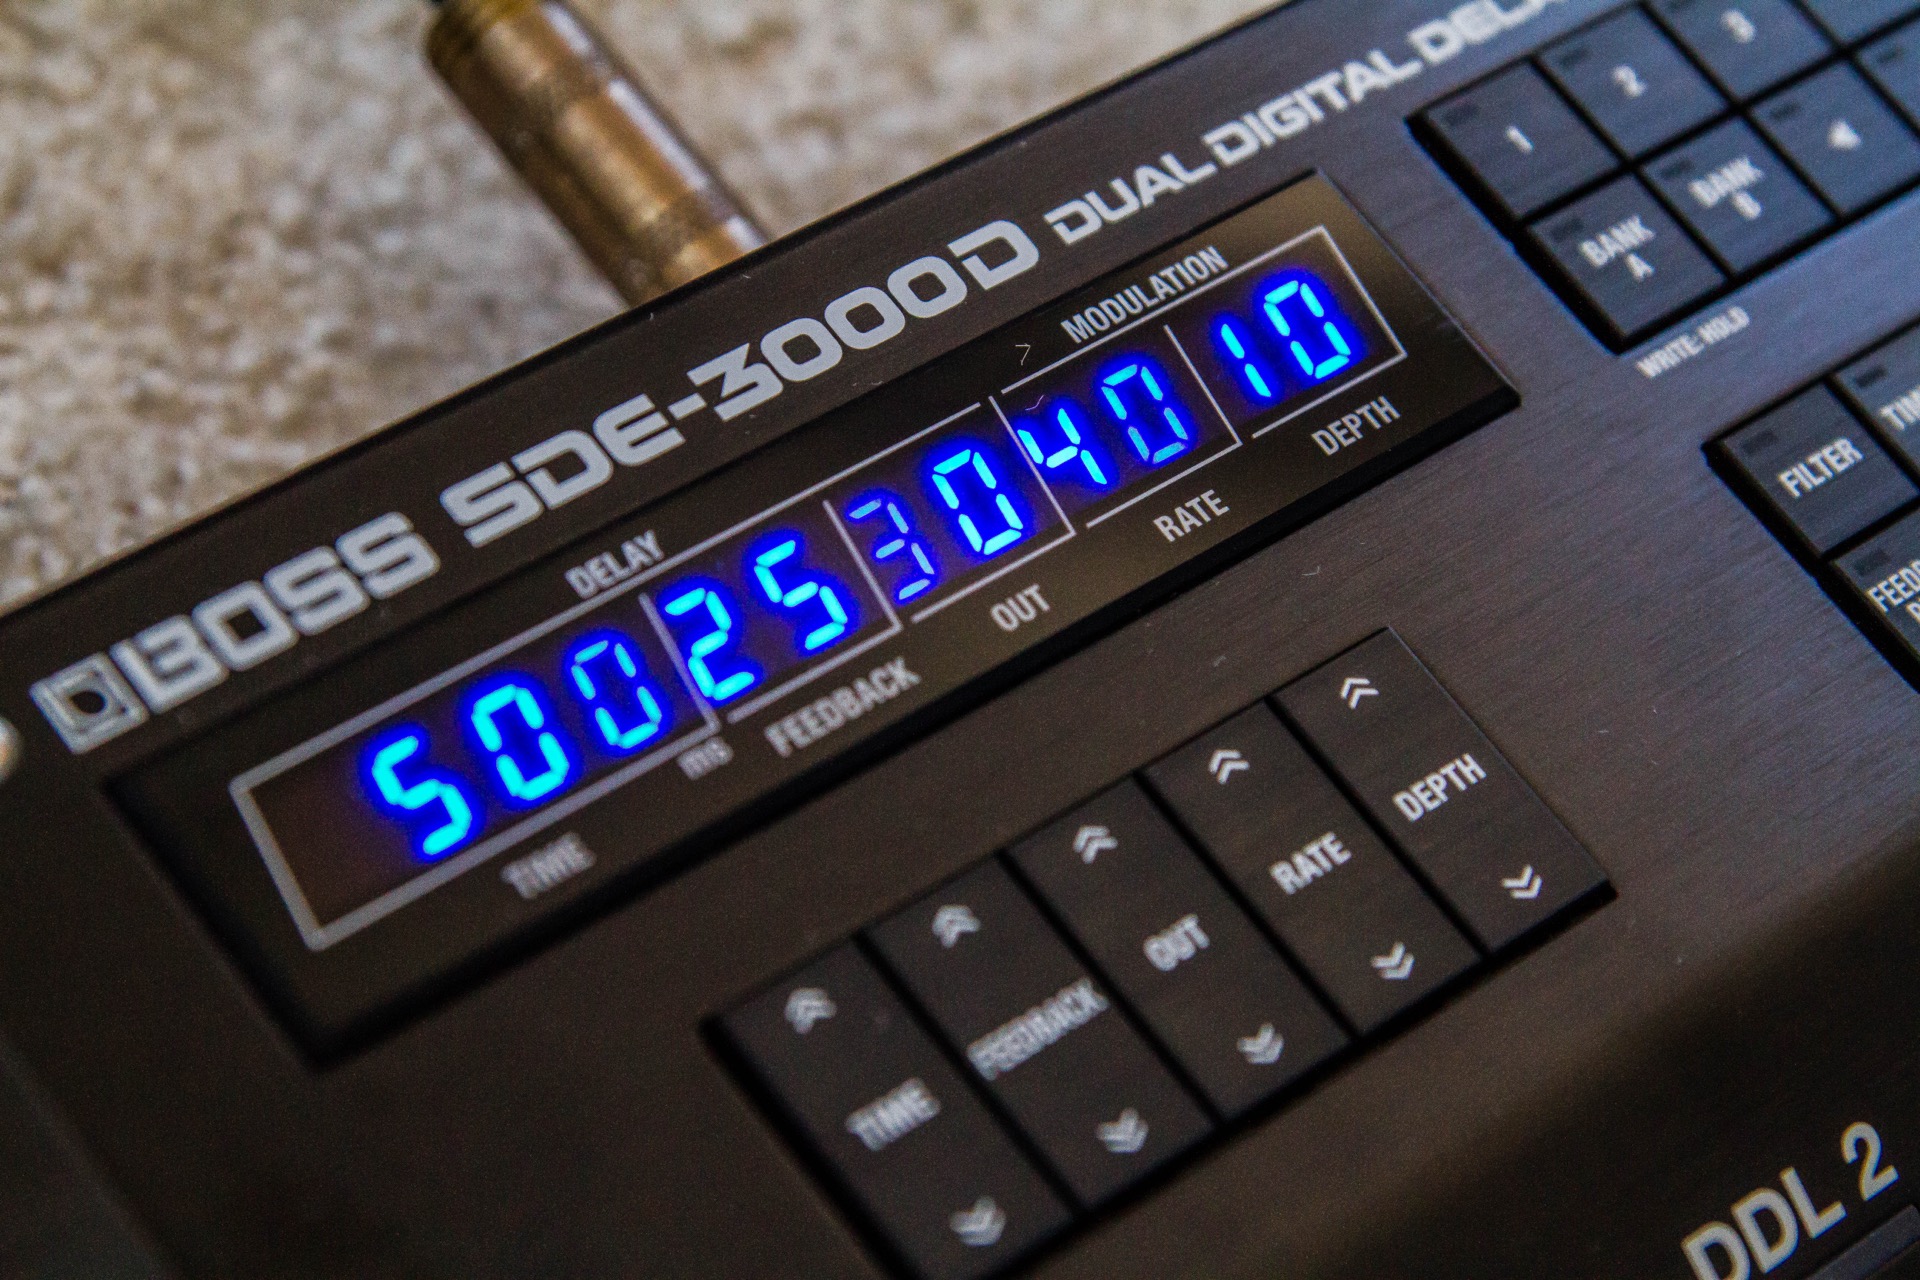 BOSS SDE-3000D DUAL DIGITAL DELAY
DELAY
MODULATION
500 25 30 40 10
TIME
ms
FEEDBACK
OUT
RATE
DEPTH
1
2
3
BANK
A
BANK
B
WRITE: HOLD
FILTER
TIME
FEEDBACK
OUT
RATE
DEPTH
DDL 2